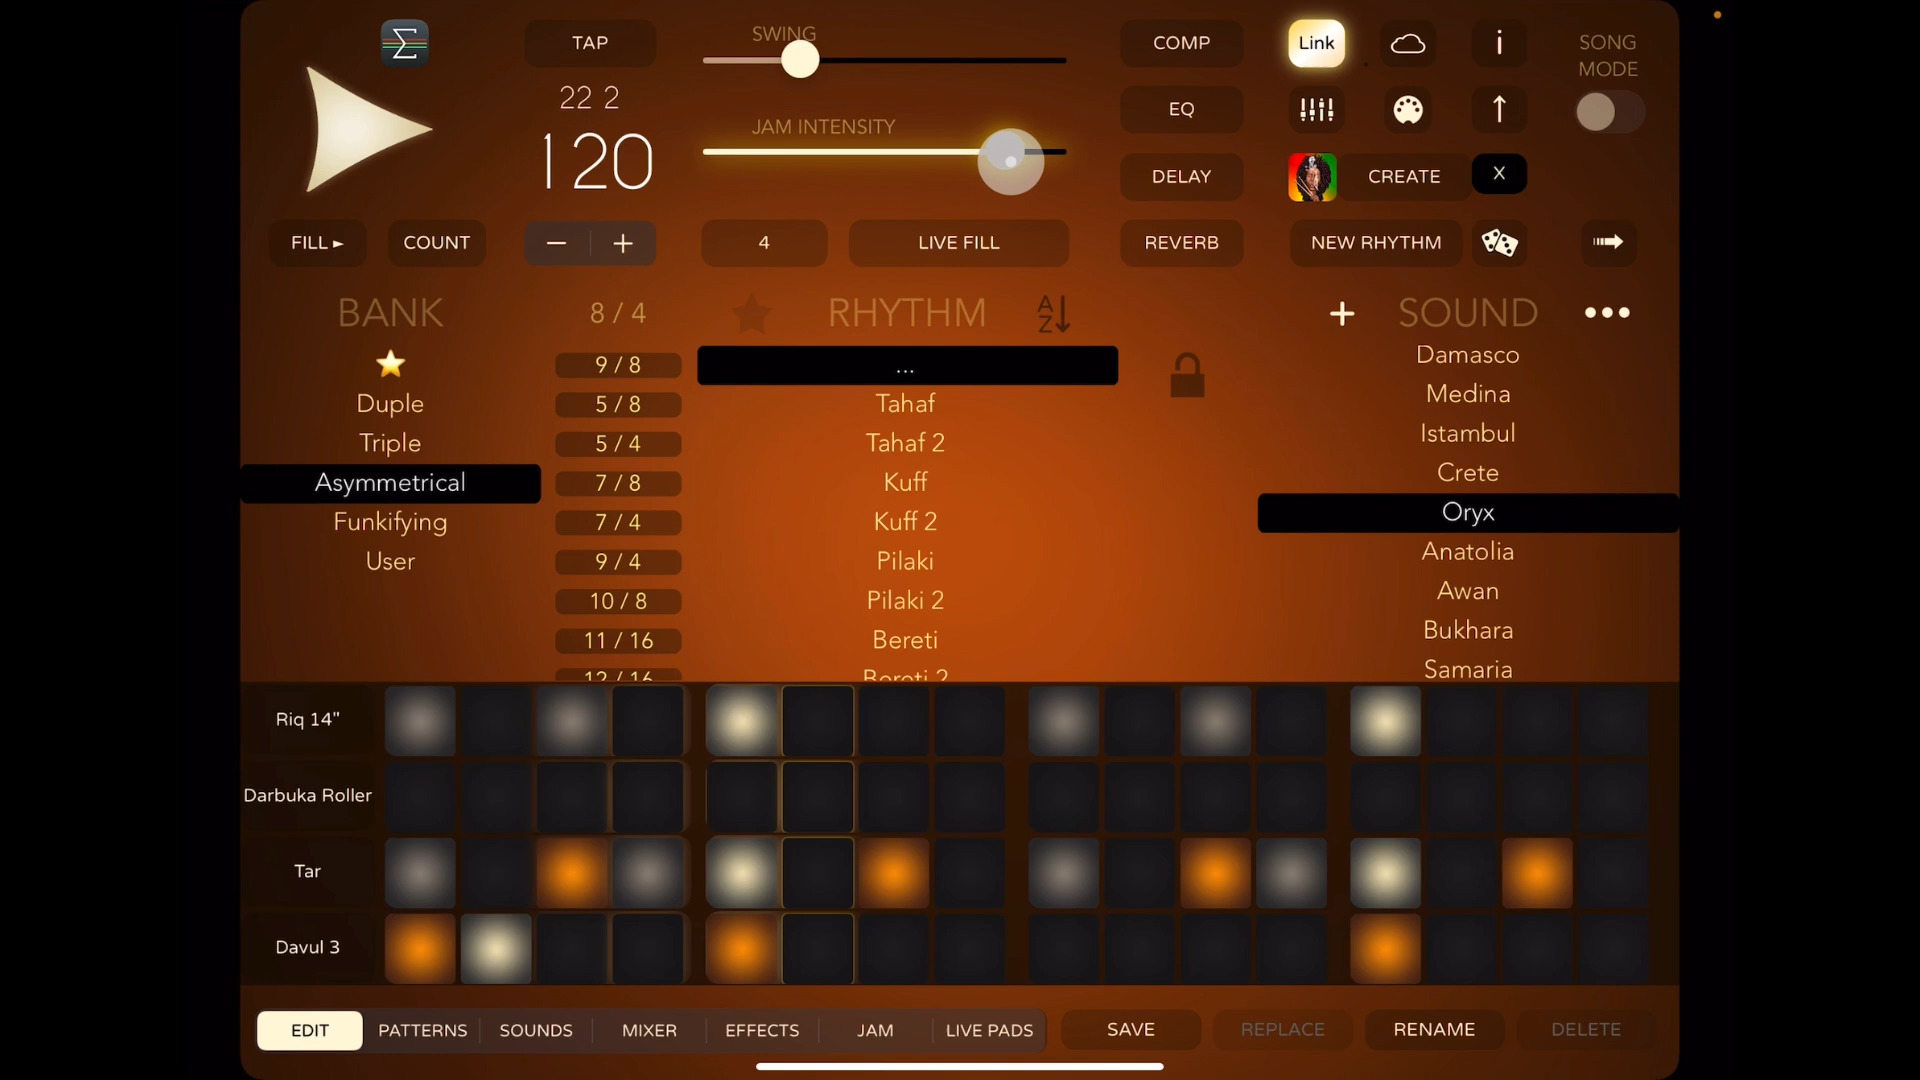 TAP
SWING
COMP
Link
i
SONG
MODE
22 2
120
JAM INTENSITY
EQ
DELAY
CREATE
X
FILL►
COUNT
− +
4
LIVE FILL
REVERB
NEW RHYTHM
BANK
8 / 4
RHYTHM
A
Z
+
SOUND
•••
Duple
Triple
Asymmetrical
Funkifying
User
9 / 8
5 / 8
5 / 4
7 / 8
7 / 4
9 / 4
10 / 8
11 / 16
12 / 16
...
Tahaf
Tahaf 2
Kuff
Kuff 2
Pilaki
Pilaki 2
Bereti
Bereti 2
Damasco
Medina
Istambul
Crete
Oryx
Anatolia
Awan
Bukhara
Samaria
Riq 14"
Darbuka Roller
Tar
Davul 3
EDIT
PATTERNS
SOUNDS
MIXER
EFFECTS
JAM
LIVE PADS
SAVE
REPLACE
RENAME
DELETE